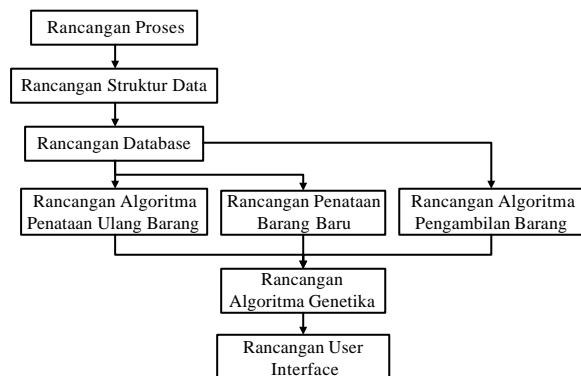 Rancangan Proses
Rancangan Struktur Data
Rancangan Database
Rancangan Algoritma
Penataan Ulang Barang
Rancangan Penataan
Barang Baru
Rancangan Algoritma
Pengambilan Barang
Rancangan
Algoritma Genetika
Rancangan User
Interface